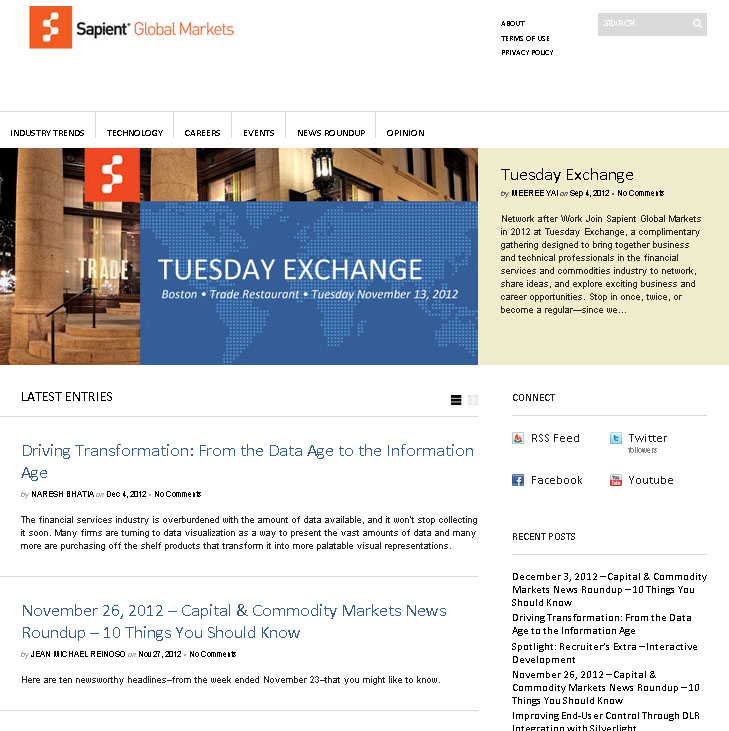 Sapient Global Markets
ABOUT
TERMS OF USE
PRIVACY POLICY
SEARCH
INDUSTRY TRENDS
TECHNOLOGY
CAREERS
EVENTS
NEWS ROUNDUP
OPINION
TRADE
TUESDAY EXCHANGE
Boston • Trade Restaurant • Tuesday November 13, 2012
Tuesday Exchange
by MEEREE YAI on Sep 4, 2012 • No Comments
Network after Work Join Sapient Global Markets
in 2012 at Tuesday Exchange, a complimentary
gathering designed to bring together business
and technical professionals in the financial
services and commodities industry to network,
share ideas, and explore exciting business and
career opportunities. Stop in once, twice, or
become a regular—since we...
LATEST ENTRIES
Driving Transformation: From the Data Age to the Information
Age
by NARESH BHATIA on Dec 4, 2012 • No Comments
The financial services industry is overburdened with the amount of data available, and it won't stop collecting
it soon. Many firms are turning to data visualization as a way to present the vast amounts of data and many
more are purchasing off the shelf products that transform it into more palatable visual representations.
November 26, 2012 – Capital & Commodity Markets News
Roundup – 10 Things You Should Know
by JEAN MICHAEL REINOSO on Nov 27, 2012 • No Comments
Here are ten newsworthy headlines–from the week ended November 23–that you might like to know.
CONNECT
RSS Feed
Twitter
followers
Facebook
Youtube
RECENT POSTS
December 3, 2012 – Capital & Commodity
Markets News Roundup – 10 Things You
Should Know
Driving Transformation: From the Data
Age to the Information Age
Spotlight: Recruiter's Extra – Interactive
Development
November 26, 2012 – Capital &
Commodity Markets News Roundup – 10
Things You Should Know
Improving End-User Control Through DLR
Integration with Silverlight